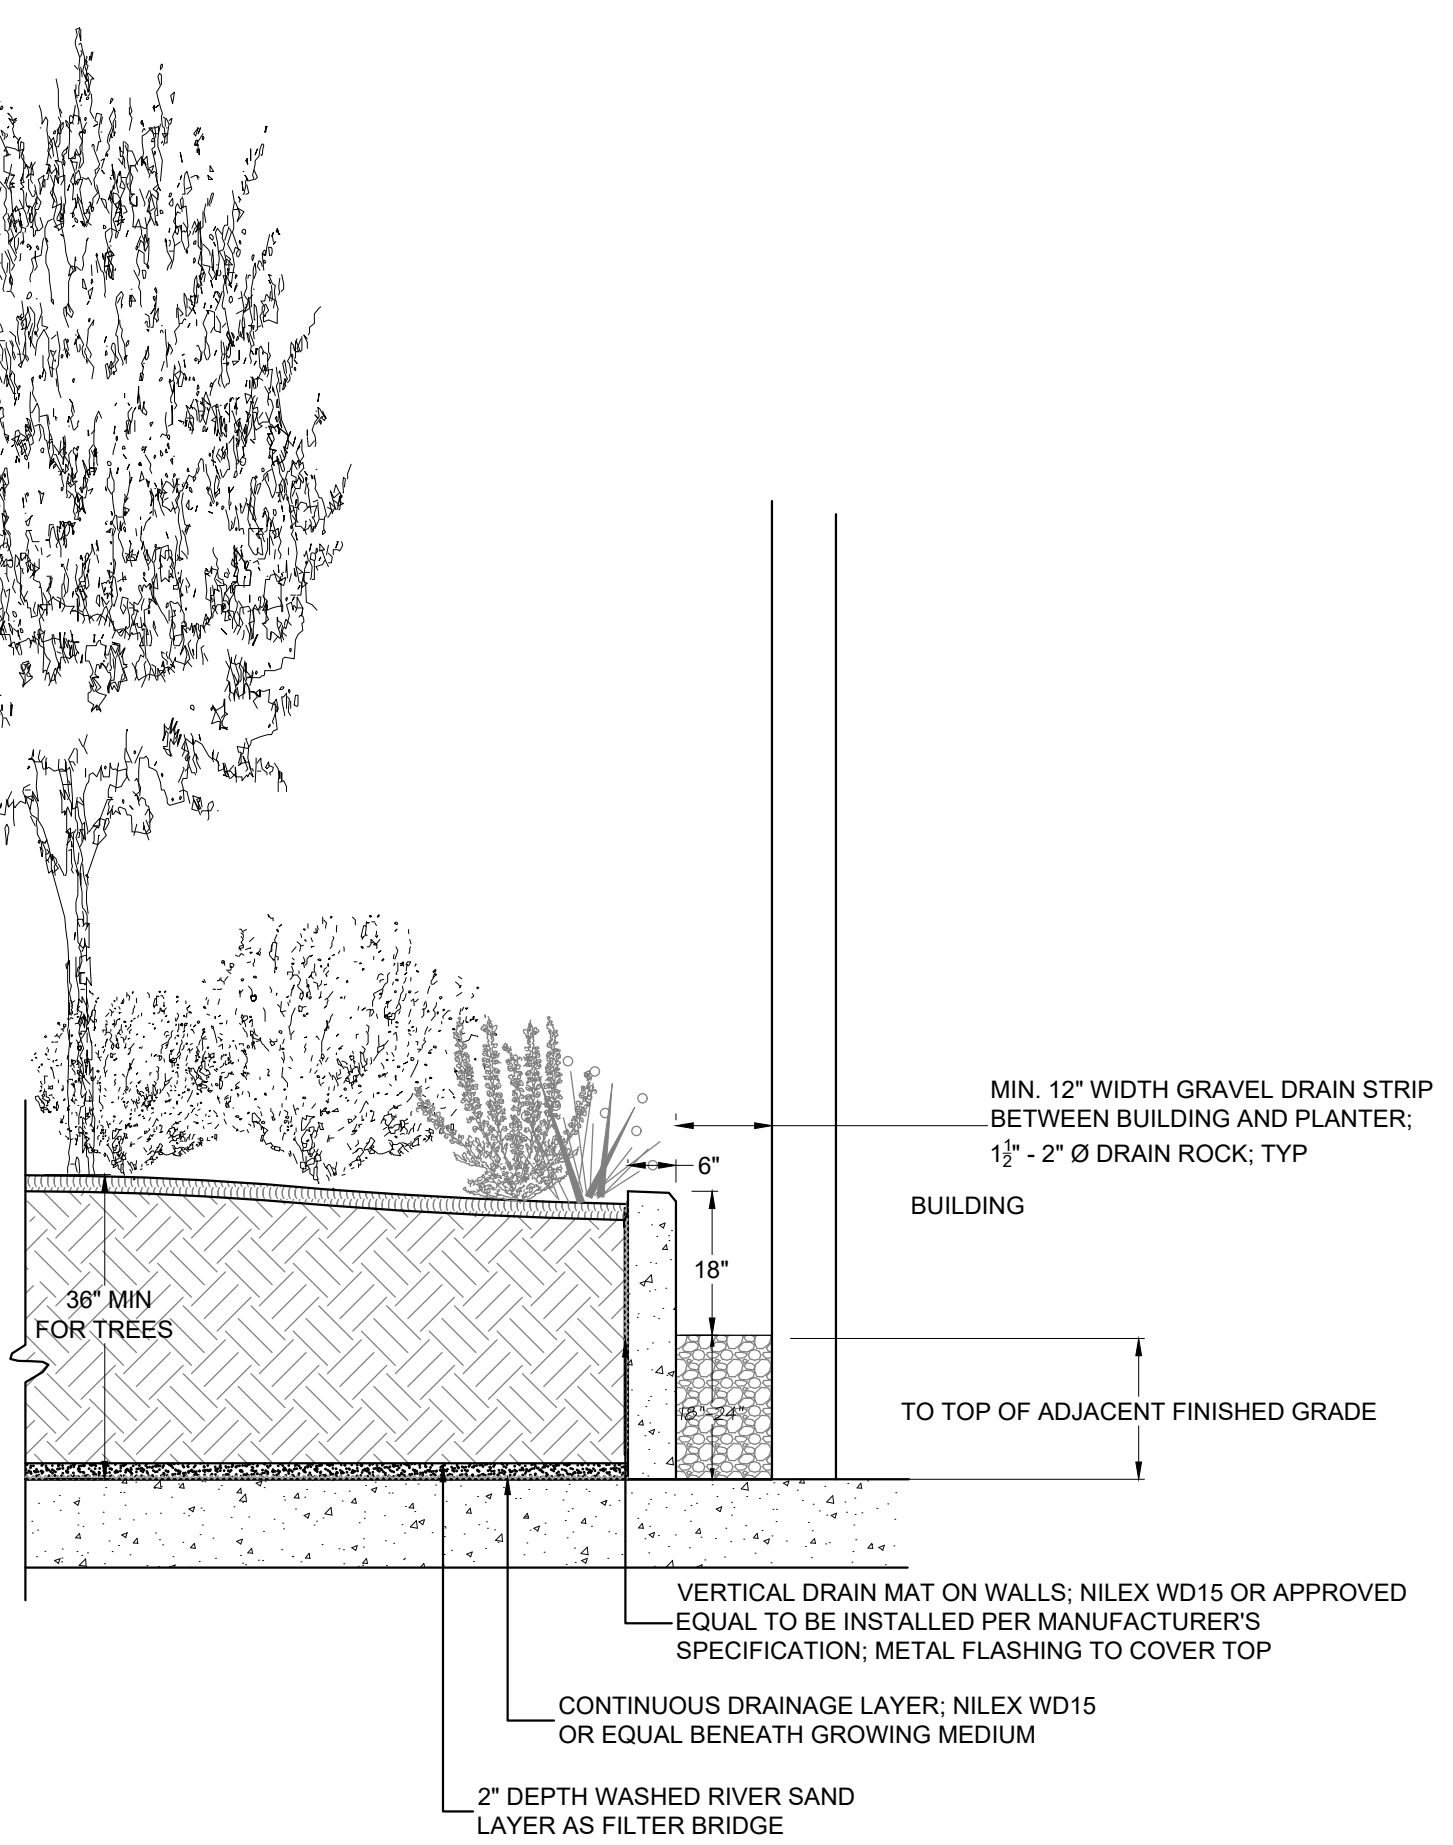 MIN. 12" WIDTH GRAVEL DRAIN STRIP
BETWEEN BUILDING AND PLANTER;
1½" - 2" Ø DRAIN ROCK; TYP
6"
BUILDING
18"
36" MIN
FOR TREES
18"-24"
TO TOP OF ADJACENT FINISHED GRADE
VERTICAL DRAIN MAT ON WALLS; NILEX WD15 OR APPROVED
EQUAL TO BE INSTALLED PER MANUFACTURER'S
SPECIFICATION; METAL FLASHING TO COVER TOP
CONTINUOUS DRAINAGE LAYER; NILEX WD15
OR EQUAL BENEATH GROWING MEDIUM
2" DEPTH WASHED RIVER SAND
LAYER AS FILTER BRIDGE